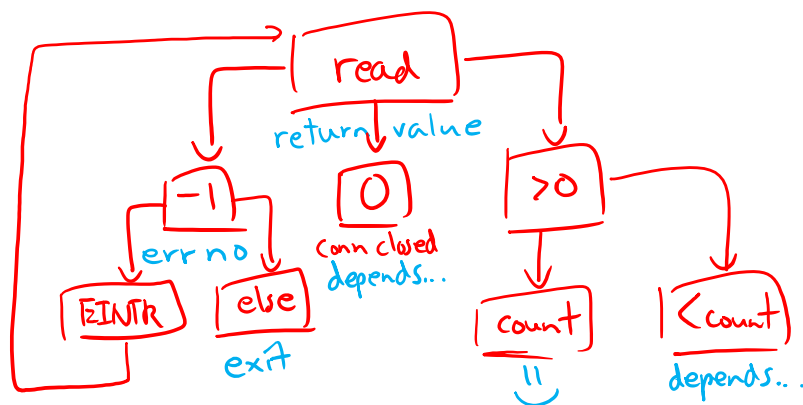 read
return value
-1
0
>0
errno
conn closed
depends...
EINTR
else
exit
count
<count
depends...